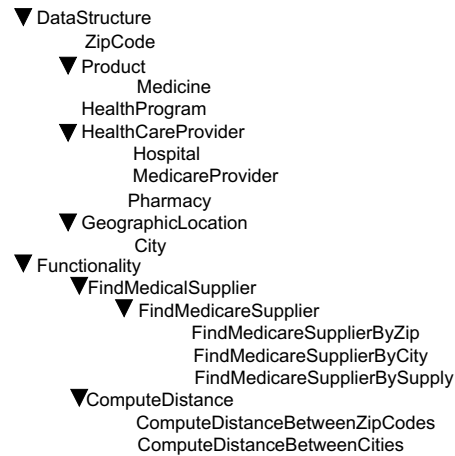 DataStructure
ZipCode
Product
Medicine
HealthProgram
HealthCareProvider
Hospital
MedicareProvider
Pharmacy
GeographicLocation
City
Functionality
FindMedicalSupplier
FindMedicareSupplier
FindMedicareSupplierByZip
FindMedicareSupplierByCity
FindMedicareSupplierBySupply
ComputeDistance
ComputeDistanceBetweenZipCodes
ComputeDistanceBetweenCities